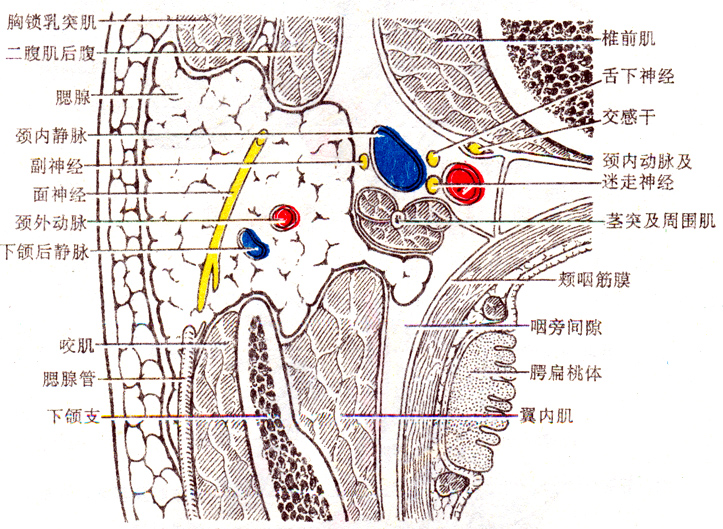 胸锁乳突肌
二腹肌后腹
腮腺
颈内静脉
副神经
面神经
颈外动脉
下颌后静脉
咬肌
腮腺管
下颌支
椎前肌
舌下神经
交感干
颈内动脉及
迷走神经
茎突及周围肌
颊咽筋膜
咽旁间隙
腭扁桃体
翼内肌